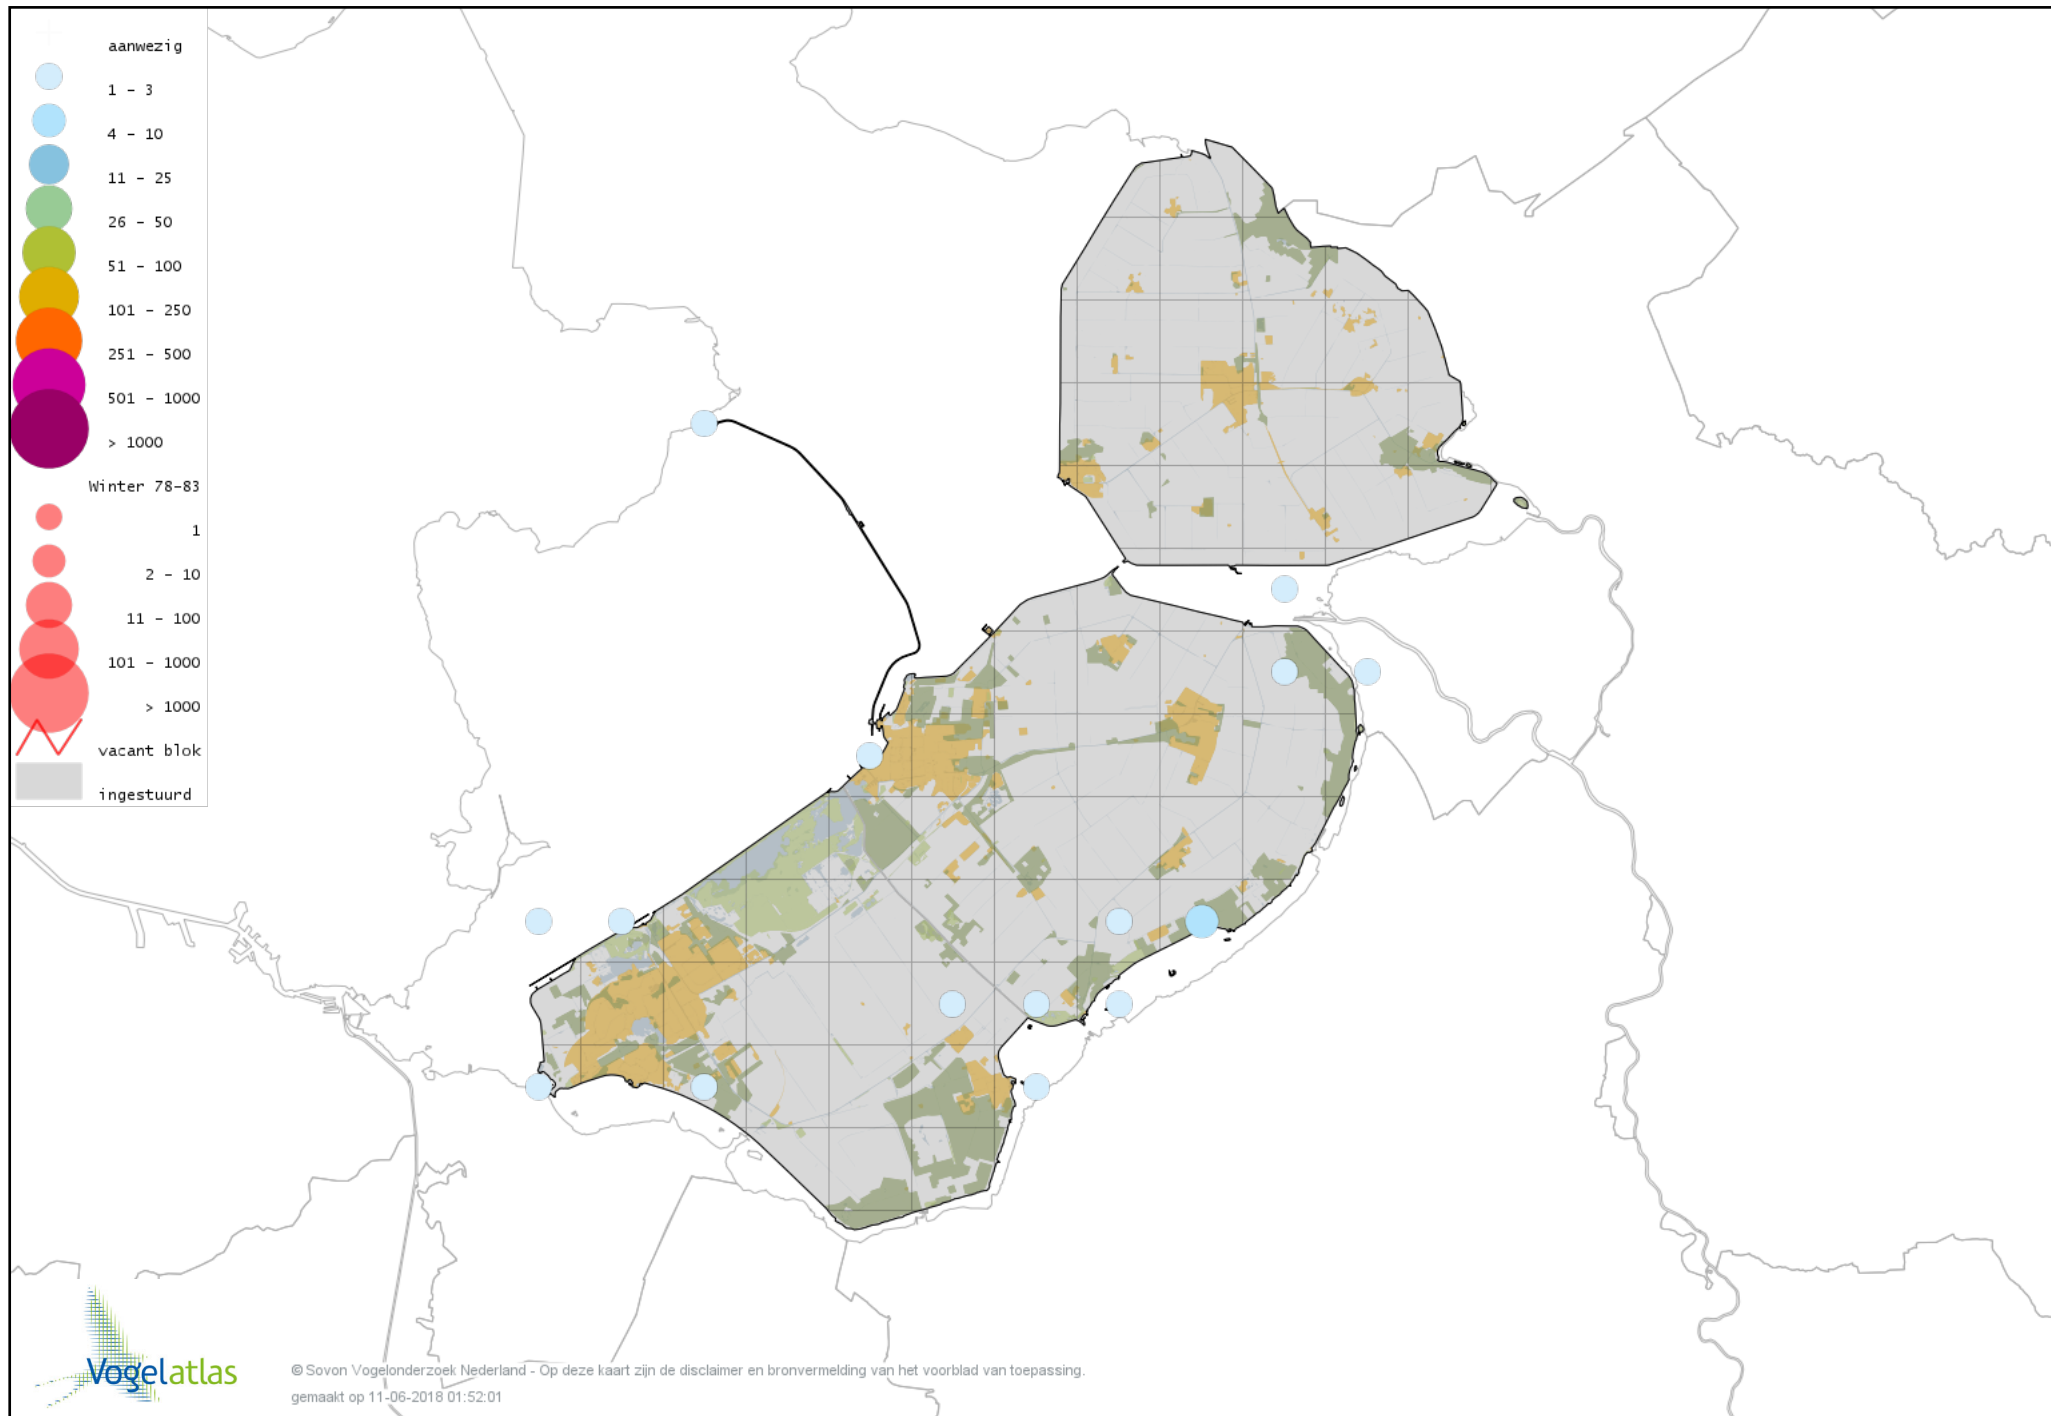 aanwezig
1 - 3
4 - 10
11 - 25
26 - 50
51 - 100
101 - 250
251 - 500
501 - 1000
> 1000
Winter 78-83
1
2 - 10
11 - 100
101 - 1000
> 1000
vacant blok
ingestuurd
Vogelatlas
© Sovon Vogelonderzoek Nederland - Op deze kaart zijn de disclaimer en bronvermelding van het voorblad van toepassing.
gemaakt op 11-06-2018 01:52:01